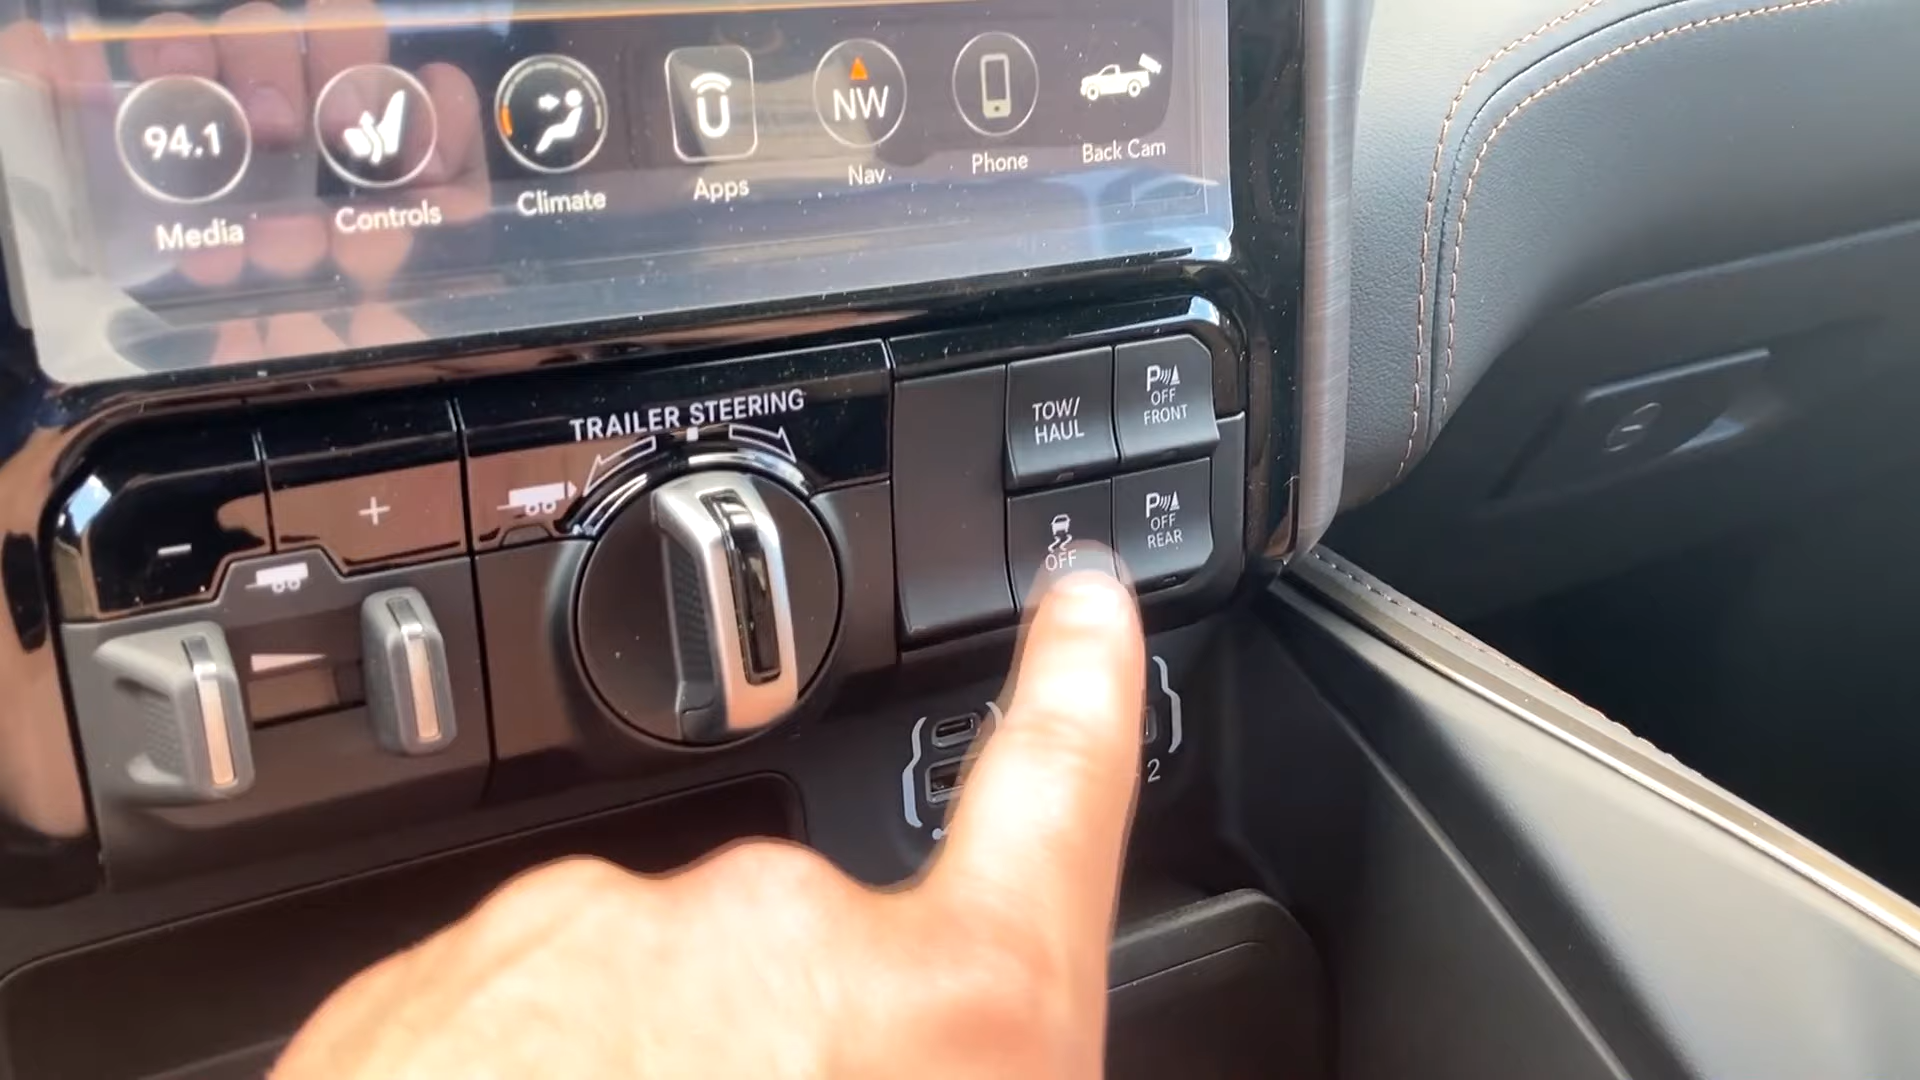 94.1
Media
Controls
Climate
Apps
NW
Nav
Phone
Back Cam
TRAILER STEERING
- +
TOW/
HAUL
P
OFF
FRONT
OFF
P
OFF
REAR
2